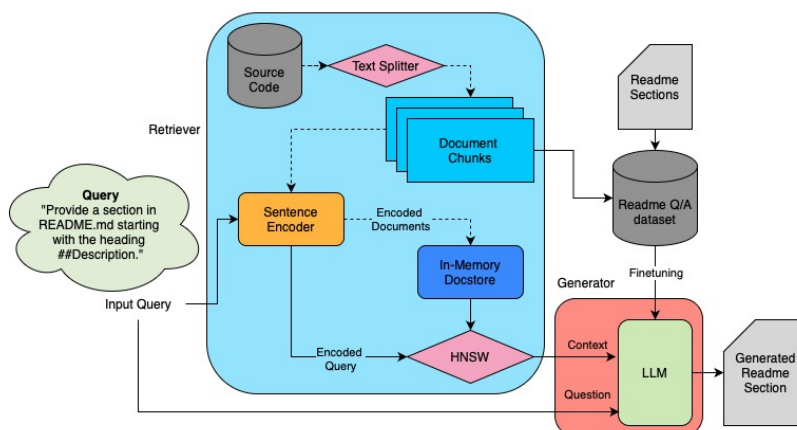 Source
Code
Text Splitter
Readme
Sections
Retriever
Document
Chunks
Query
"Provide a section in
README.md starting
with the heading
##Description."
Sentence
Encoder
Encoded
Documents
Readme Q/A
dataset
In-Memory
Docstore
Finetuning
Generator
Input Query
Encoded
Query
HNSW
Context
LLM
Generated
Readme
Section
Question